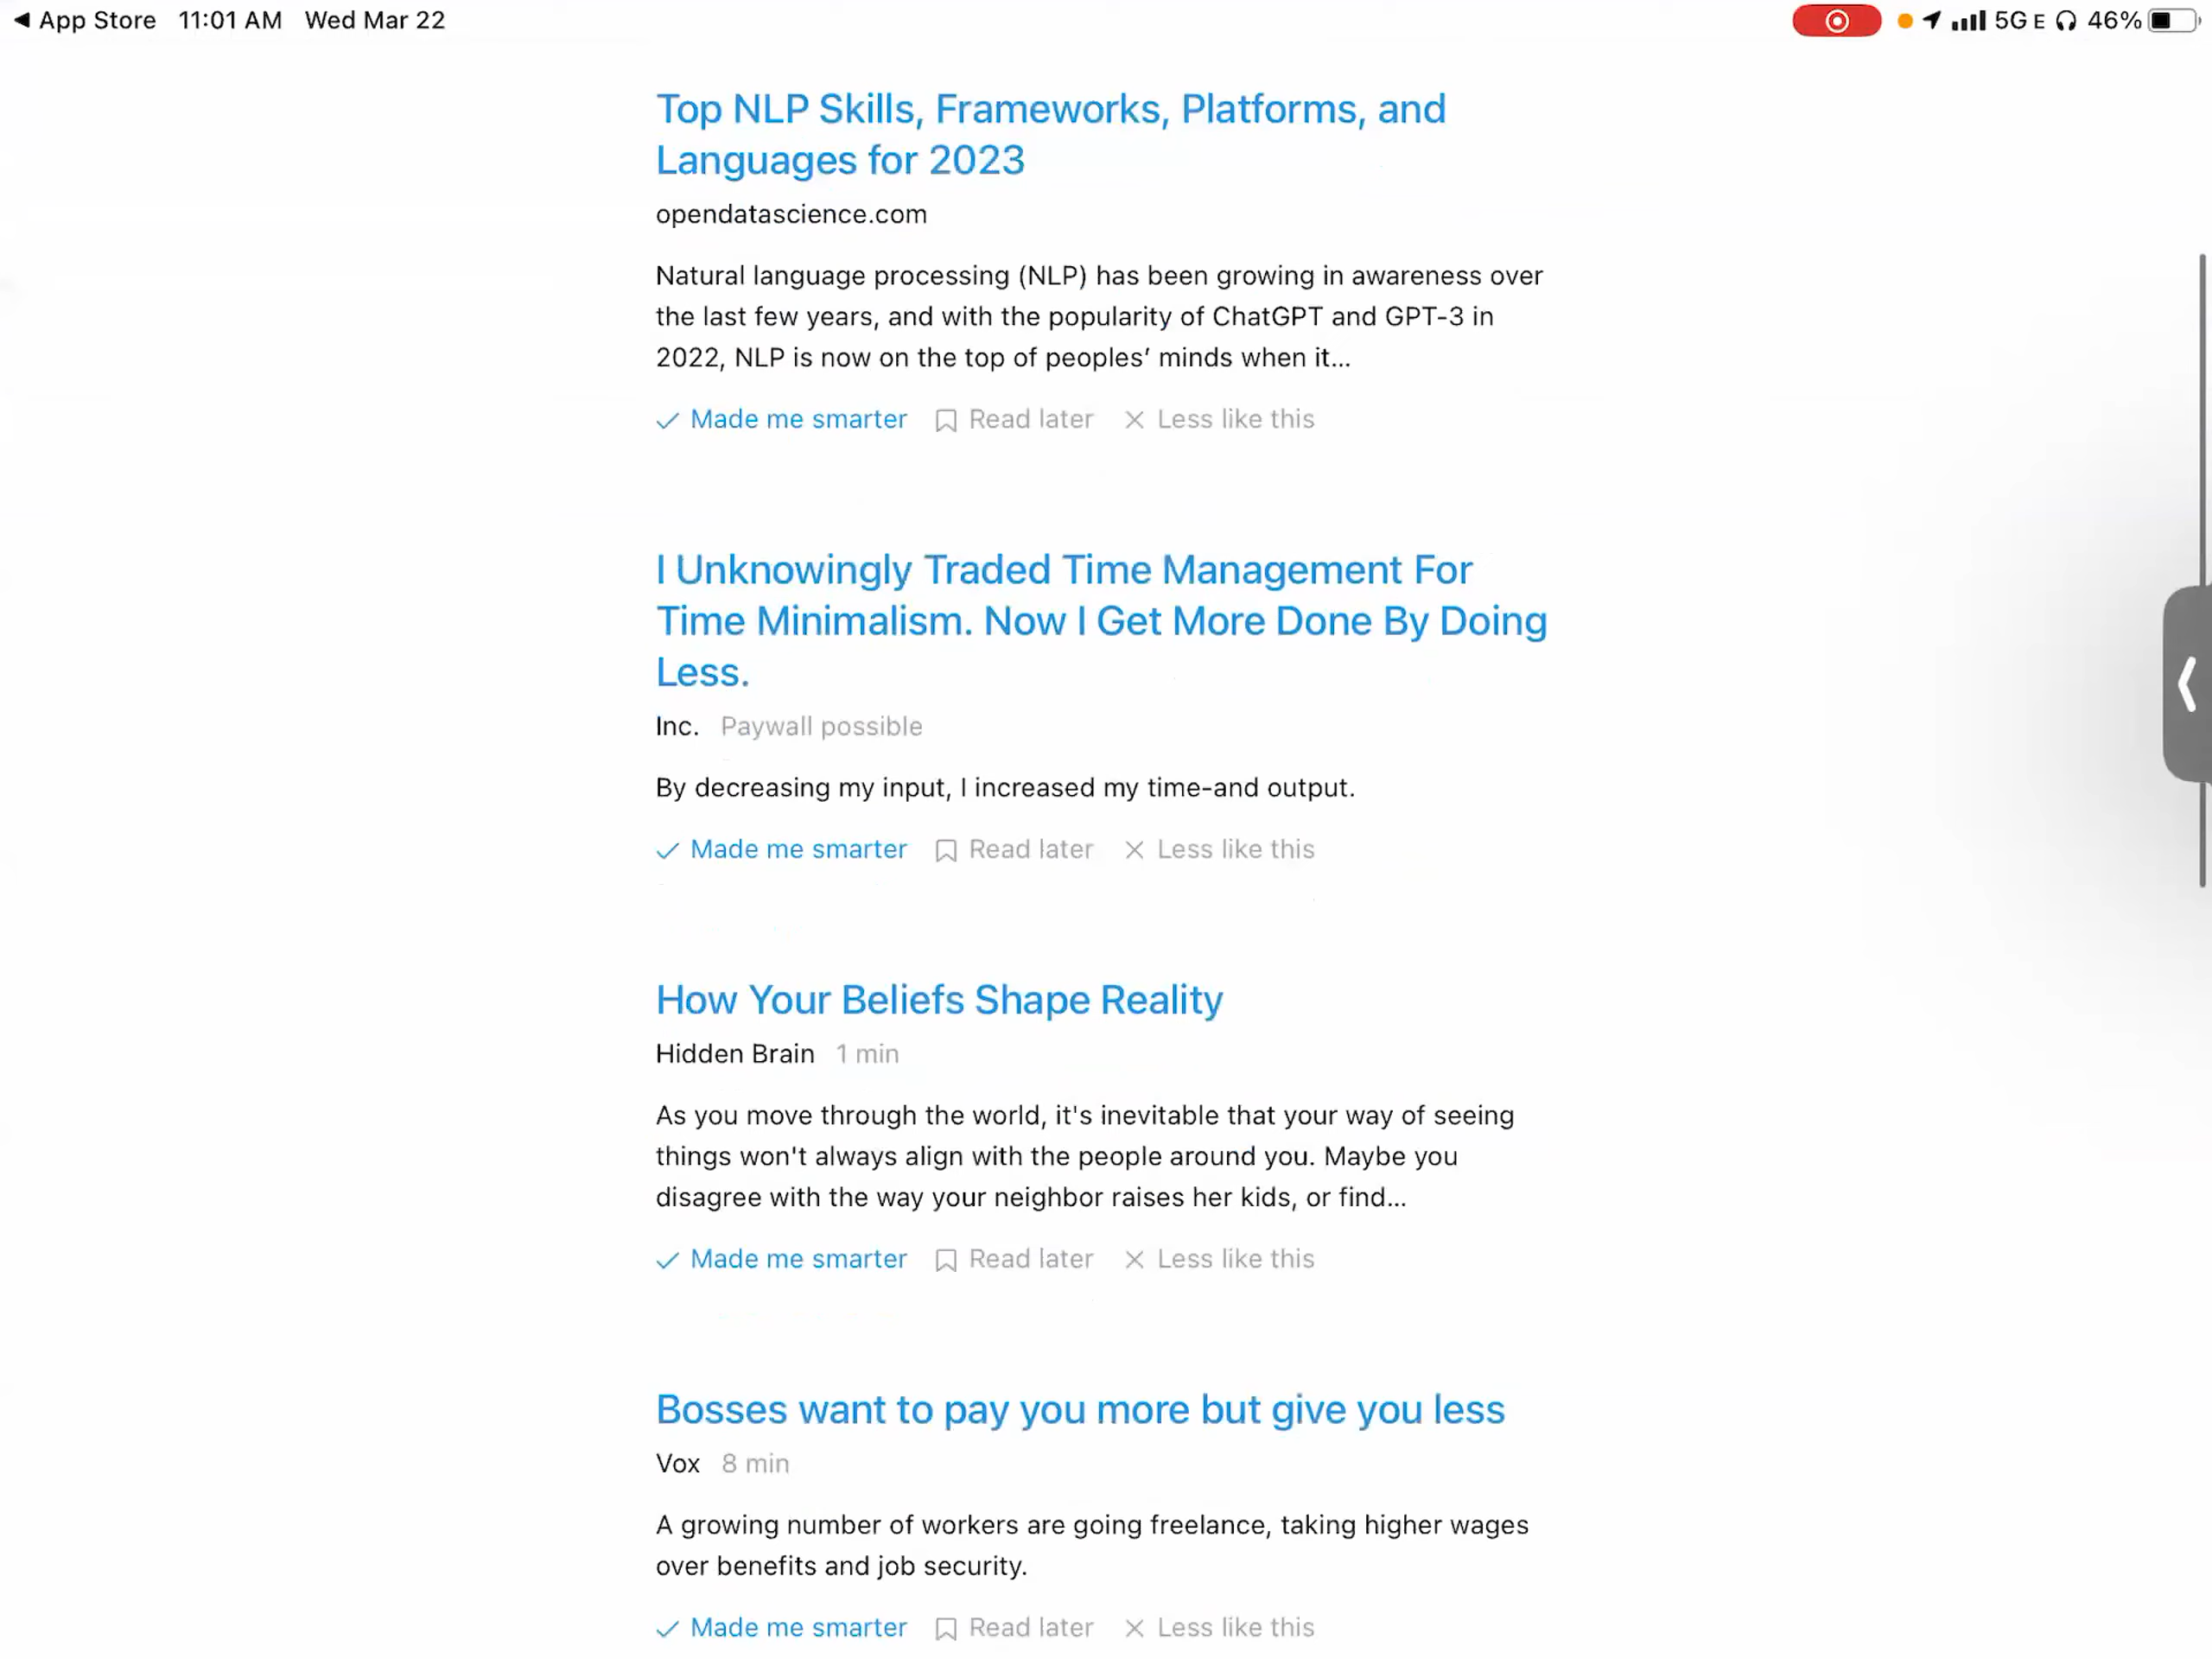 ◀ App Store 11:01 AM Wed Mar 22 5G E 46%
Top NLP Skills, Frameworks, Platforms, and
Languages for 2023
opendatascience.com
Natural language processing (NLP) has been growing in awareness over
the last few years, and with the popularity of ChatGPT and GPT-3 in
2022, NLP is now on the top of peoples’ minds when it...
Made me smarter Read later Less like this
I Unknowingly Traded Time Management For
Time Minimalism. Now I Get More Done By Doing
Less.
Inc. Paywall possible
By decreasing my input, I increased my time-and output.
Made me smarter Read later Less like this
How Your Beliefs Shape Reality
Hidden Brain 1 min
As you move through the world, it's inevitable that your way of seeing
things won't always align with the people around you. Maybe you
disagree with the way your neighbor raises her kids, or find...
Made me smarter Read later Less like this
Bosses want to pay you more but give you less
Vox 8 min
A growing number of workers are going freelance, taking higher wages
over benefits and job security.
Made me smarter Read later Less like this